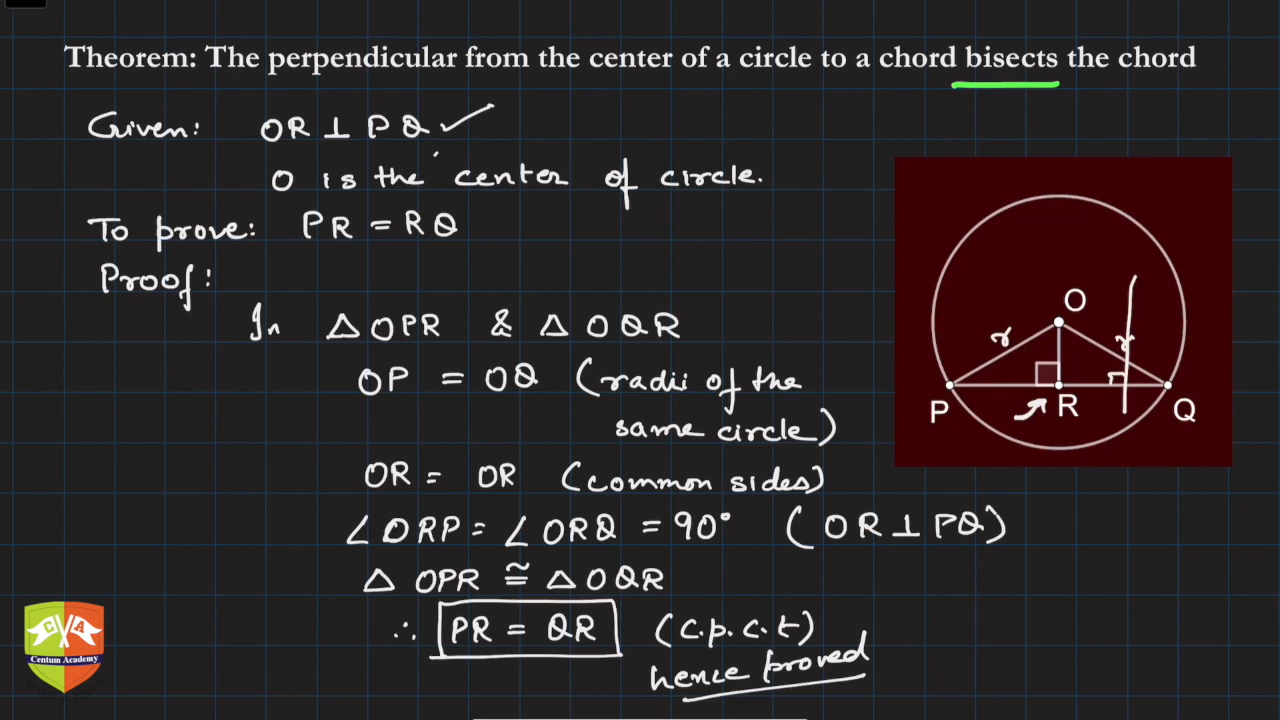 Theorem: The perpendicular from the center of a circle to a chord bisects the chord
Given: OR ⊥ PQ ✓
O is the center of circle.
To prove: PR = RQ
Proof:
In △OPR & △OQR
OP = OQ (radii of the
same circle)
OR = OR (common sides)
∠ORP = ∠ORQ = 90° (OR ⊥ PQ)
△OPR ≅ △OQR
∴ PR = QR (c.p.c.t)
hence proved
O
r r
P R Q
C A
Centum Academy